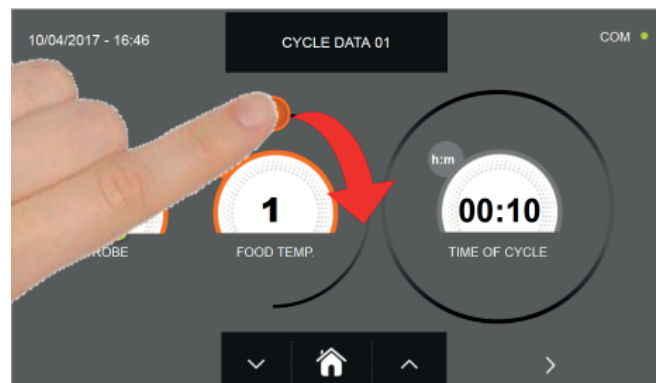 10/04/2017 - 16:46
CYCLE DATA 01
COM
h:m
1
00:10
ROBE
FOOD TEMP.
TIME OF CYCLE